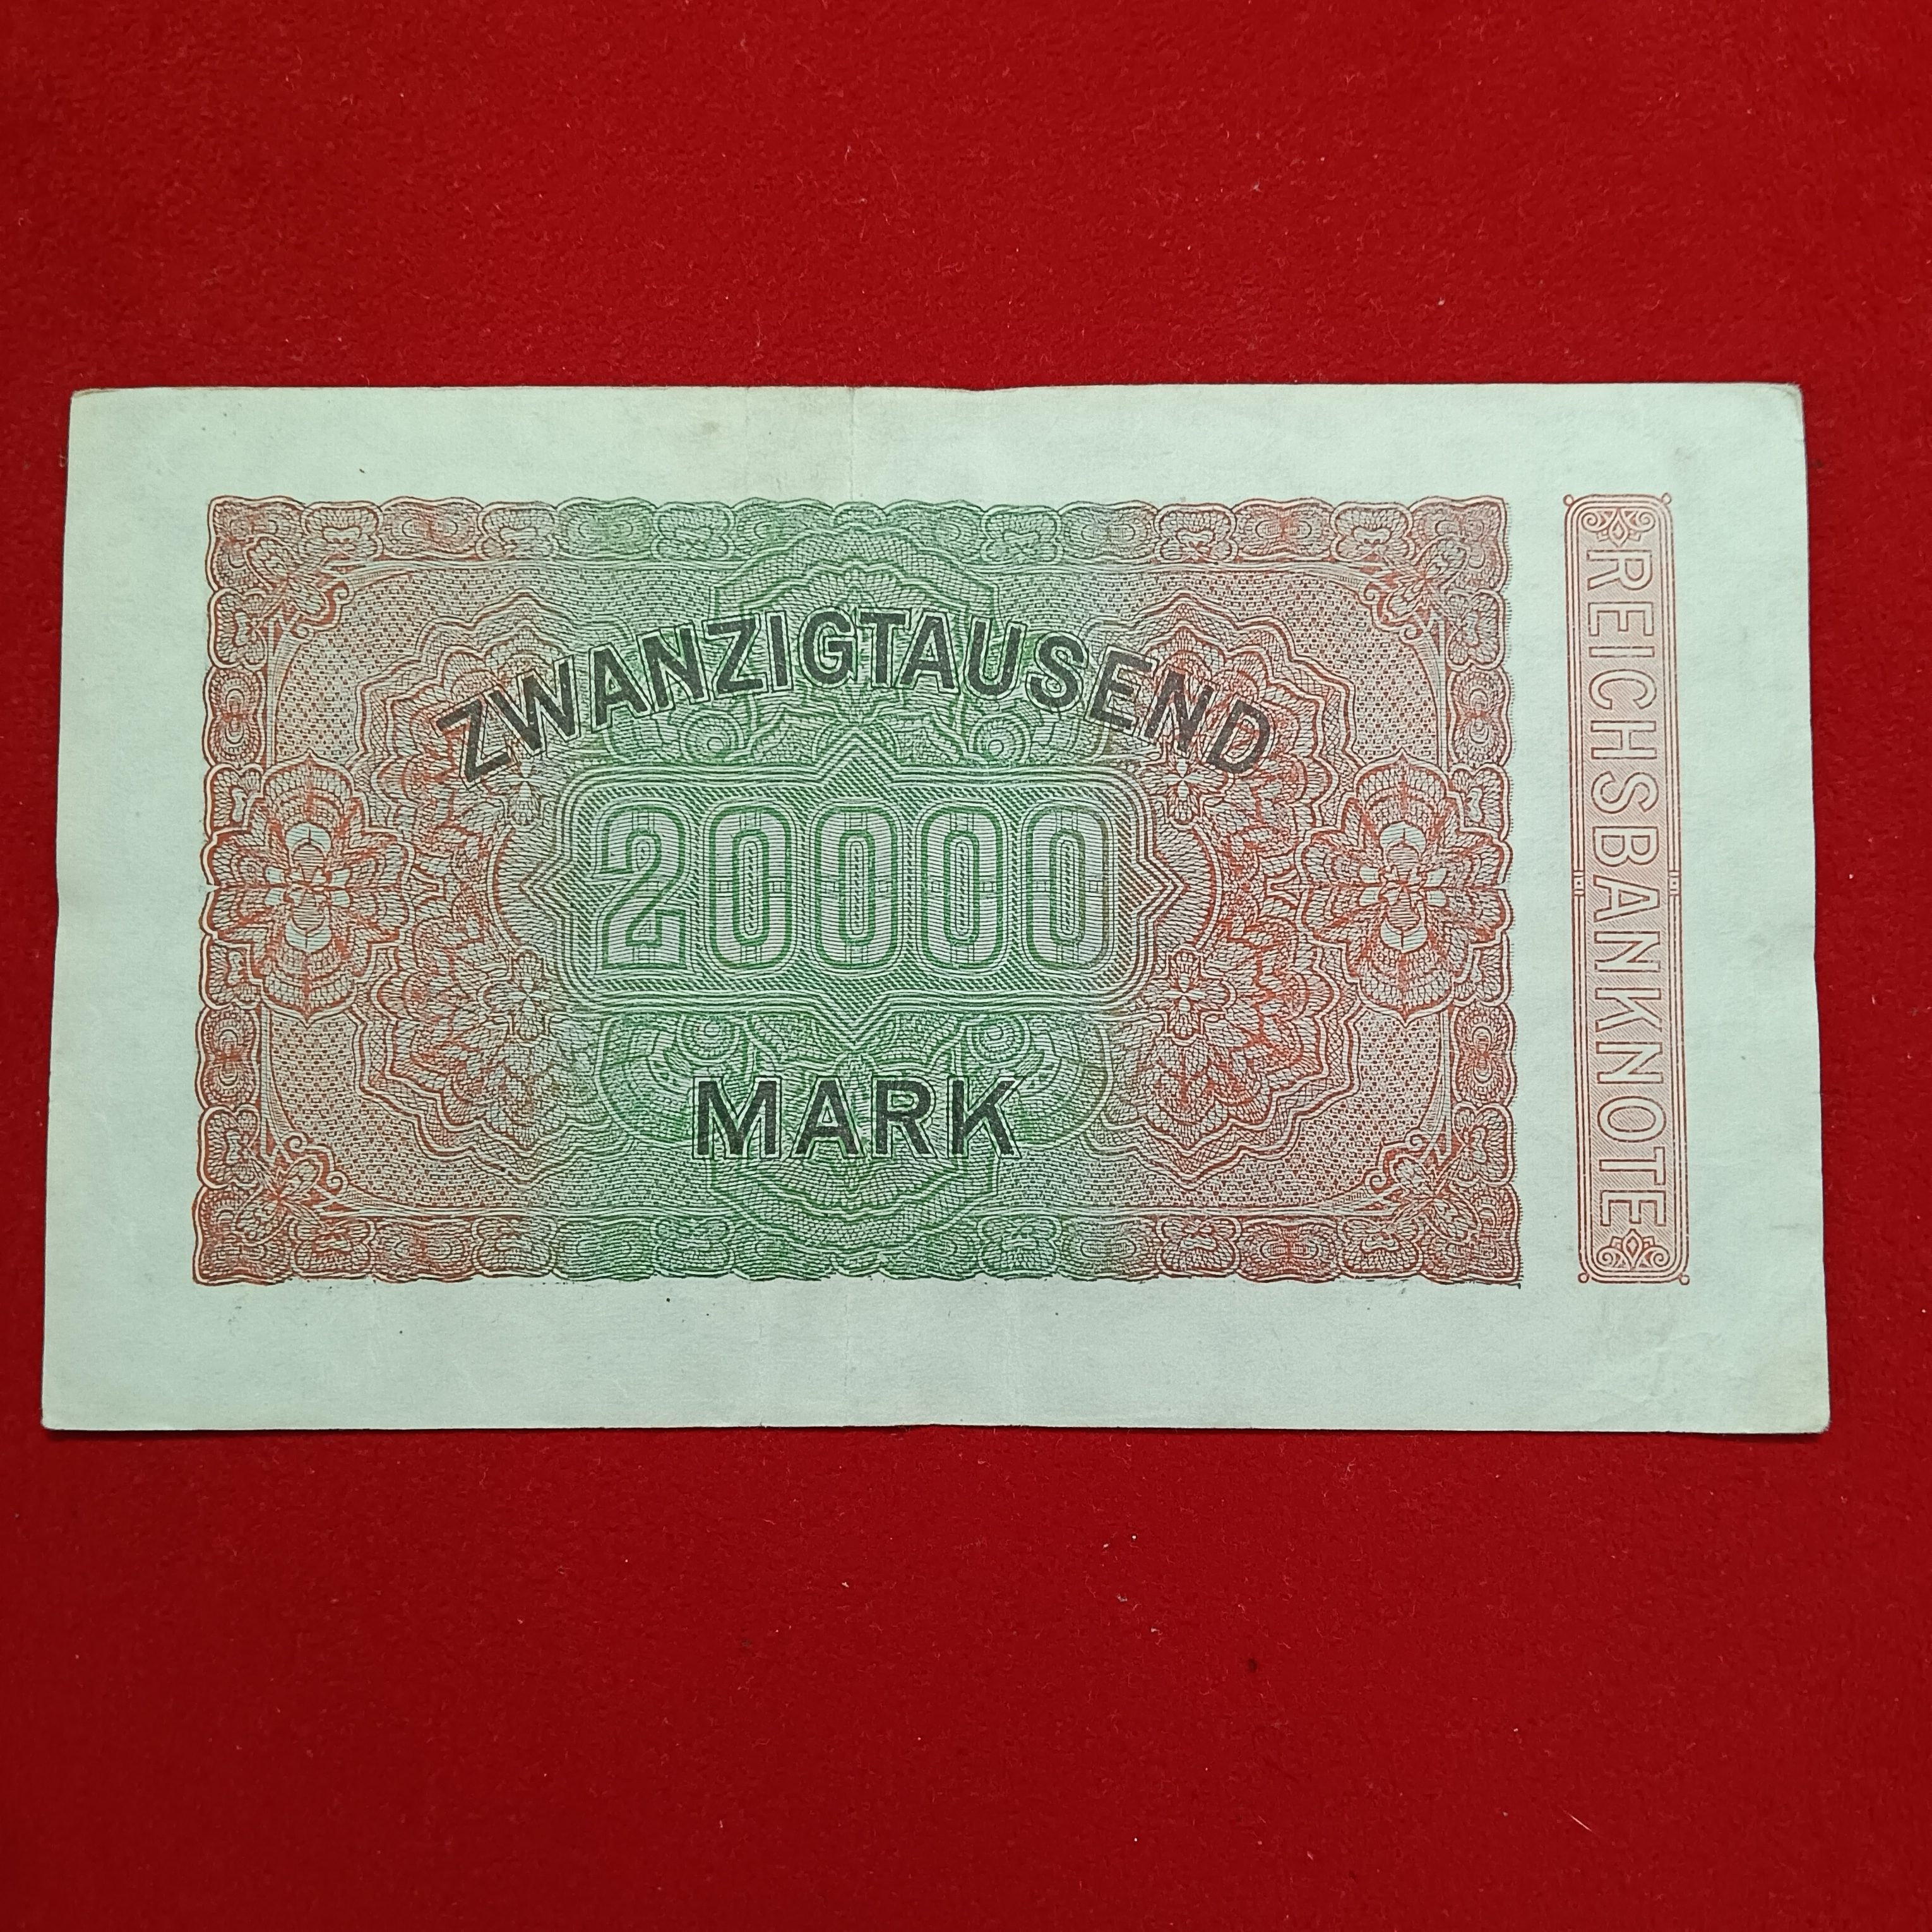 ZWANZIGTAUSEND
20000
MARK
REICHSBANKNOTE